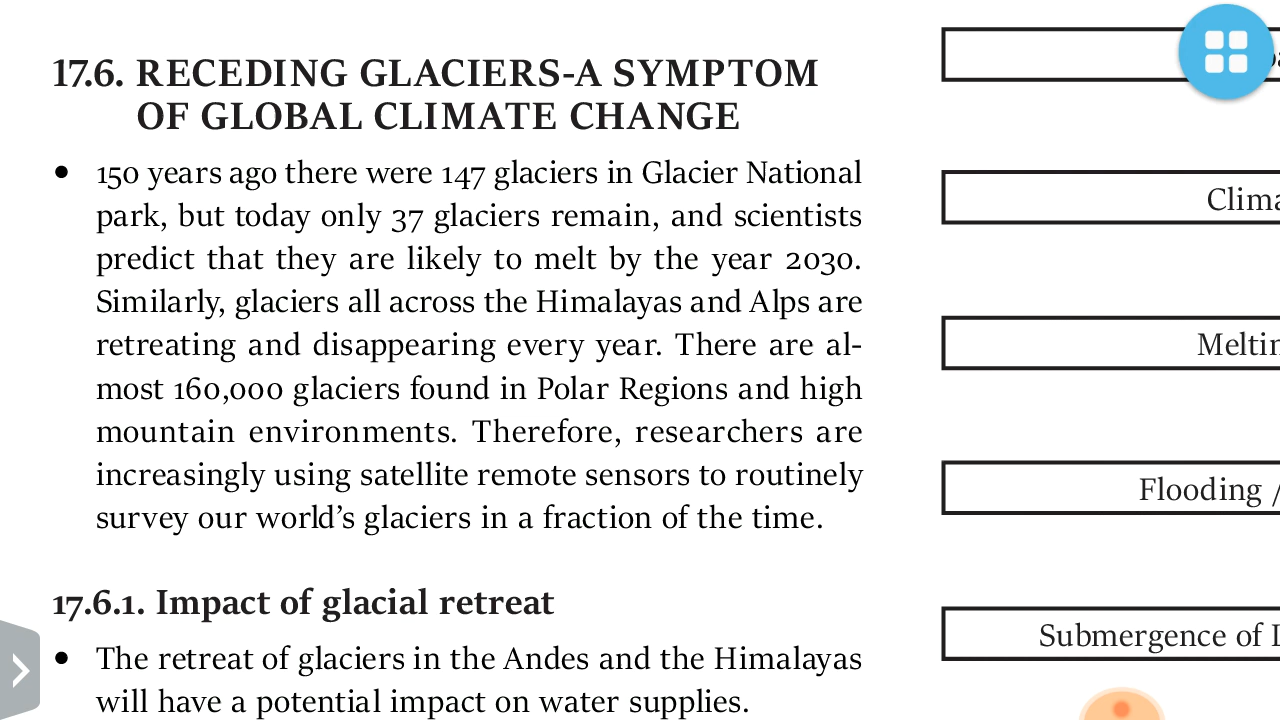 17.6. RECEDING GLACIERS-A SYMPTOM
OF GLOBAL CLIMATE CHANGE
• 150 years ago there were 147 glaciers in Glacier National
park, but today only 37 glaciers remain, and scientists
predict that they are likely to melt by the year 2030.
Similarly, glaciers all across the Himalayas and Alps are
retreating and disappearing every year. There are al-
most 160,000 glaciers found in Polar Regions and high
mountain environments. Therefore, researchers are
increasingly using satellite remote sensors to routinely
survey our world's glaciers in a fraction of the time.
17.6.1. Impact of glacial retreat
• The retreat of glaciers in the Andes and the Himalayas
will have a potential impact on water supplies.
Flooding /
Submergence of